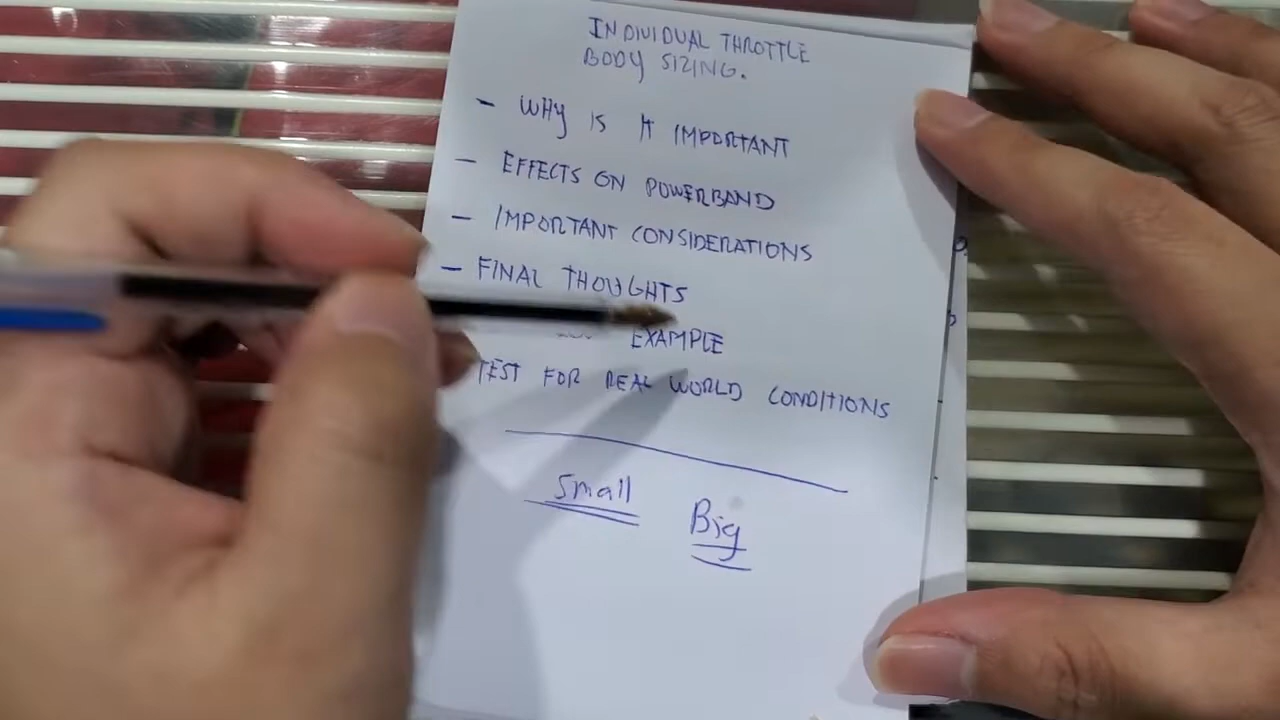 INDIVIDUAL THROTTLE
BODY SIZING.
- WHY IS IT IMPORTANT
- EFFECTS ON POWERBAND
- IMPORTANT CONSIDERATIONS
- FINAL THOUGHTS
EXAMPLE
TEST FOR REAL WORLD CONDITIONS
Small
Big